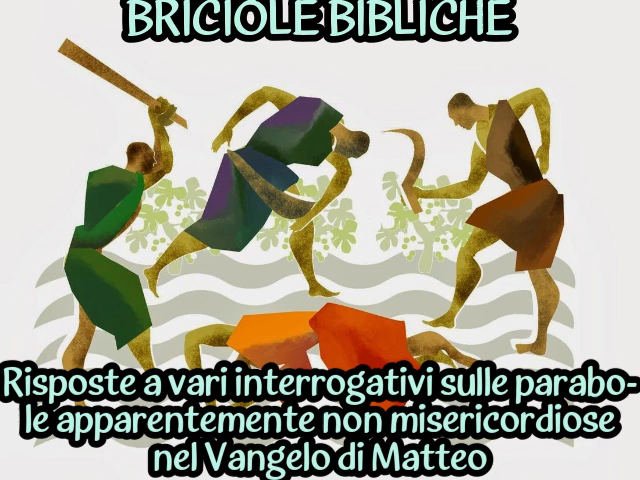 BRICIOLE BIBLICHE
Risposte a vari interrogativi sulle parabo-
le apparentemente non misericordiose
nel Vangelo di Matteo